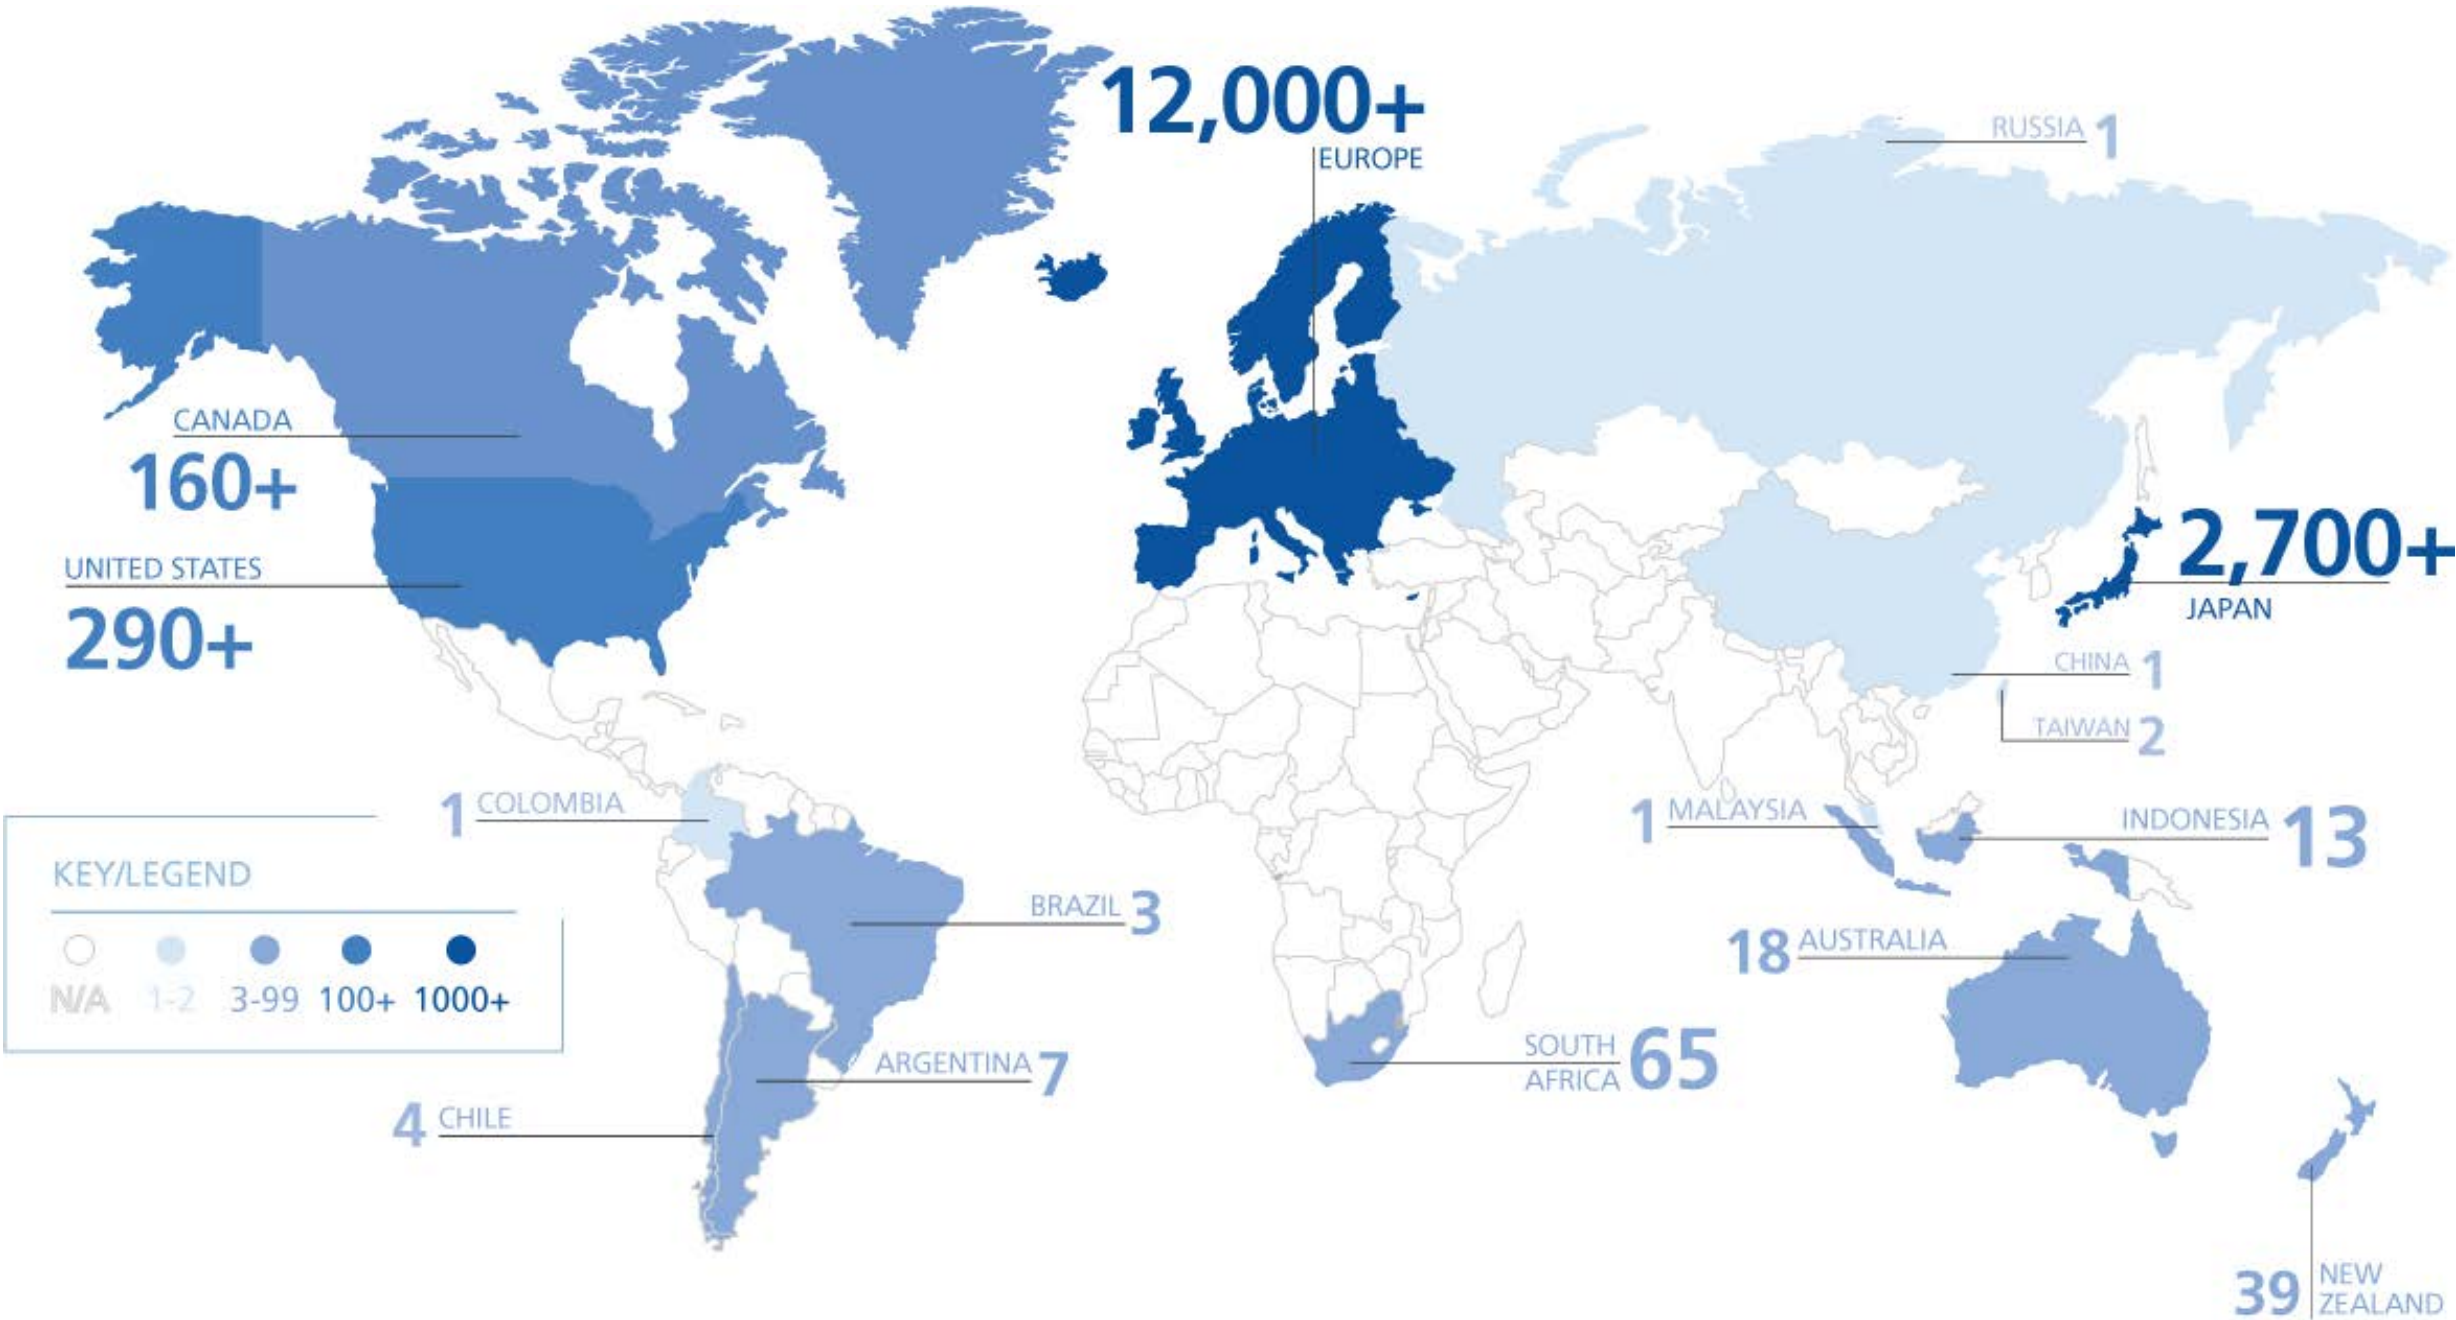 12,000+
EUROPE
RUSSIA 1
CANADA
160+
UNITED STATES
290+
2,700+
JAPAN
CHINA 1
TAIWAN 2
1 COLOMBIA
1 MALAYSIA
INDONESIA 13
KEY/LEGEND
N/A 1-2 3-99 100+ 1000+
BRAZIL 3
18 AUSTRALIA
SOUTH
AFRICA 65
ARGENTINA 7
4 CHILE
39 NEW
ZEALAND